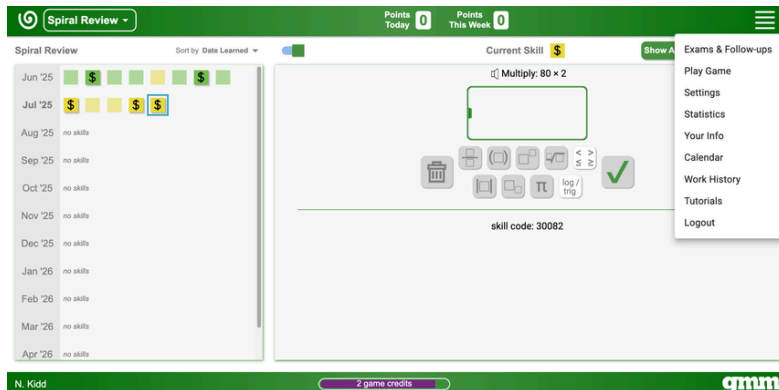 Spiral Review
Points Today 0
Points This Week 0
Spiral Review
Sort by Date Learned
Current Skill $
Show A
Exams & Follow-ups
Play Game
Settings
Statistics
Your Info
Calendar
Work History
Tutorials
Logout
Jun '25 $ $
Jul '25 $ $ $
Aug '25 no skills
Sep '25 no skills
Oct '25 no skills
Nov '25 no skills
Dec '25 no skills
Jan '26 no skills
Feb '26 no skills
Mar '26 no skills
Apr '26 no skills
Multiply: 80 × 2
( )
√
< >
≤ ≥
| |
π
log / trig
skill code: 30082
N. Kidd
2 game credits
gmm